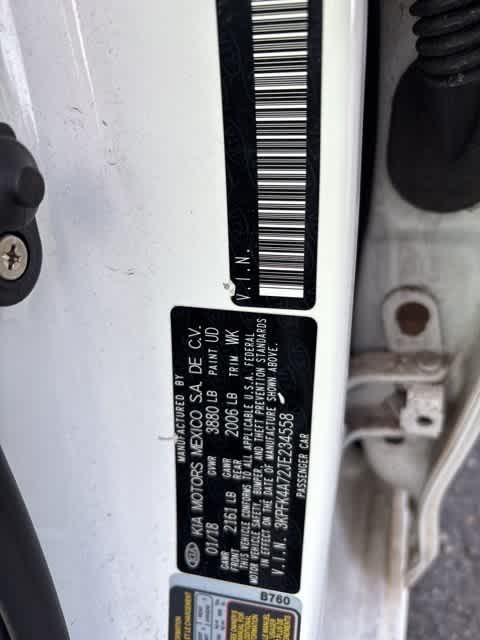 V.I.N.
MANUFACTURED BY
KIA KIA MOTORS MEXICO S.A. DE C.V.
01/18 GVWR 3880 LB PAINT UD
GAWR FRONT 2161 LB GAWR REAR 2006 LB TRIM WK
THIS VEHICLE CONFORMS TO ALL APPLICABLE U.S.A. FEDERAL
MOTOR VEHICLE SAFETY, BUMPER, AND THEFT PREVENTION STANDARDS
IN EFFECT ON THE DATE OF MANUFACTURE SHOWN ABOVE.
V.I.N. 3KPFK4A72JE234558
PASSENGER CAR
B760